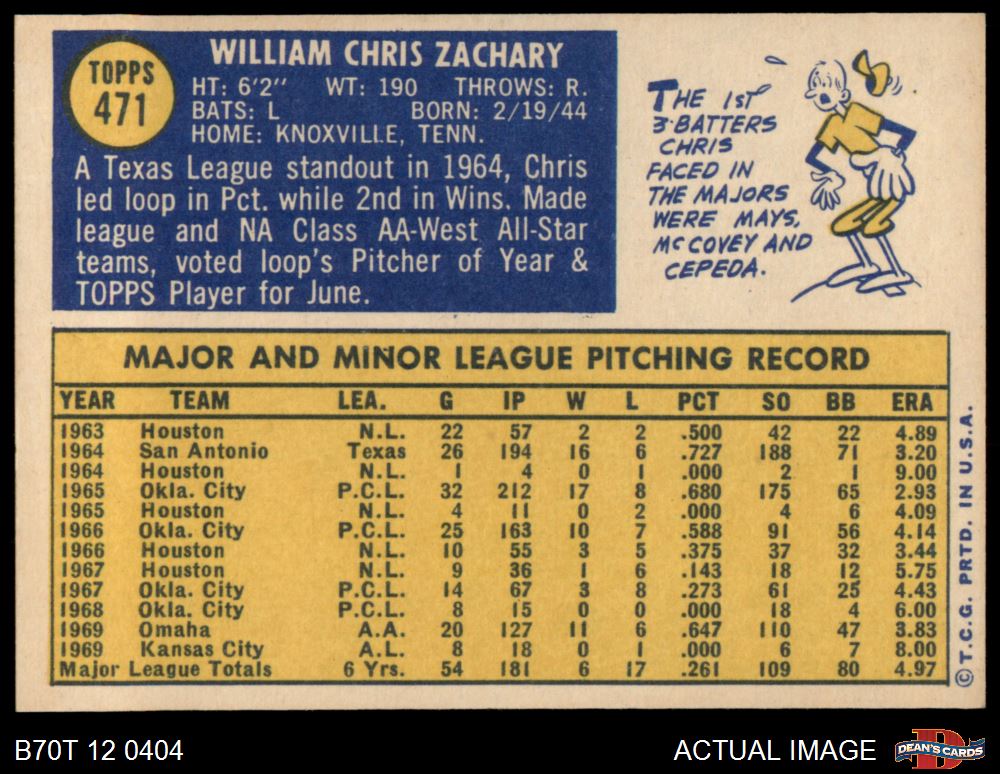 TOPPS
471
WILLIAM CHRIS ZACHARY
HT: 6'2" WT: 190 THROWS: R.
BATS: L BORN: 2/19/44
HOME: KNOXVILLE, TENN.
A Texas League standout in 1964, Chris
led loop in Pct. while 2nd in Wins. Made
league and NA Class AA-West All-Star
teams, voted loop's Pitcher of Year &
TOPPS Player for June.
THE 1ST
3 BATTERS
CHRIS
FACED IN
THE MAJORS
WERE MAYS,
McCOVEY AND
CEPEDA.
MAJOR AND MINOR LEAGUE PITCHING RECORD
YEAR TEAM LEA. G IP W L PCT SO BB ERA
1963 Houston N.L. 22 57 2 2 .500 42 22 4.89
1964 San Antonio Texas 26 194 16 6 .727 188 71 3.20
1964 Houston N.L. 1 4 0 1 .000 2 1 9.00
1965 Okla. City P.C.L. 32 212 17 8 .680 175 65 2.93
1965 Houston N.L. 4 11 0 2 .000 4 6 4.09
1966 Okla. City P.C.L. 25 163 10 7 .588 91 56 4.14
1966 Houston N.L. 10 55 3 5 .375 37 32 3.44
1967 Houston N.L. 9 36 1 6 .143 18 12 5.75
1967 Okla. City P.C.L. 14 67 3 8 .273 61 25 4.43
1968 Okla. City P.C.L. 8 15 0 0 .000 18 4 6.00
1969 Omaha A.A. 20 127 11 6 .647 110 47 3.83
1969 Kansas City A.L. 8 18 0 1 .000 6 7 8.00
Major League Totals 6 Yrs. 54 181 6 17 .261 109 80 4.97
© T.C.G. PRTD. IN U.S.A.
B70T 12 0404
ACTUAL IMAGE
D
DEAN'S CARDS